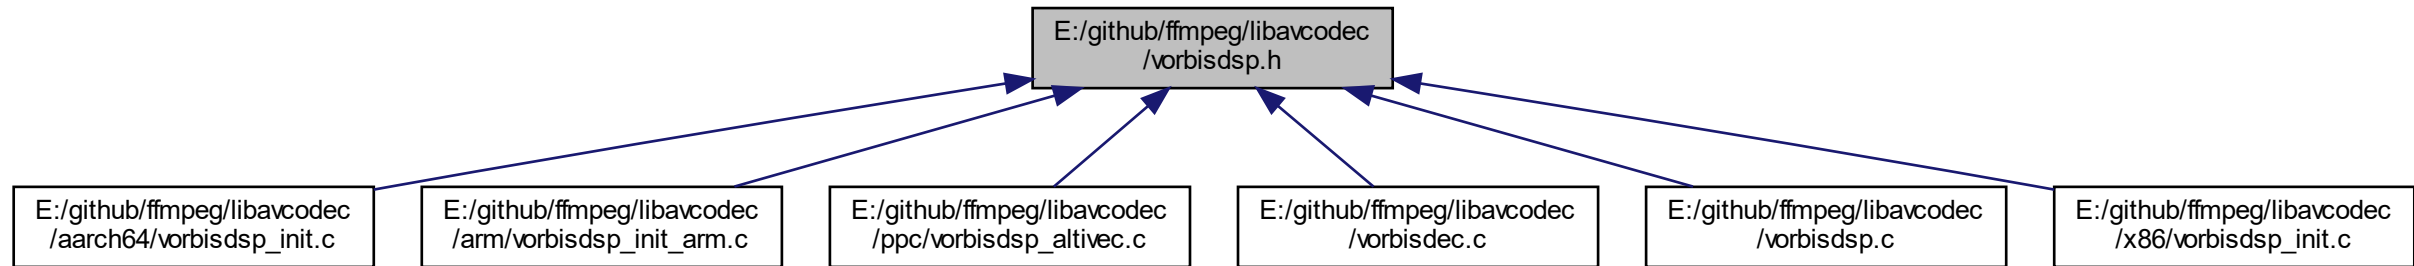 E:/github/ffmpeg/libavcodec
/vorbisdsp.h
E:/github/ffmpeg/libavcodec
/aarch64/vorbisdsp_init.c
E:/github/ffmpeg/libavcodec
/arm/vorbisdsp_init_arm.c
E:/github/ffmpeg/libavcodec
/ppc/vorbisdsp_altivec.c
E:/github/ffmpeg/libavcodec
/vorbisdec.c
E:/github/ffmpeg/libavcodec
/vorbisdsp.c
E:/github/ffmpeg/libavcodec
/x86/vorbisdsp_init.c